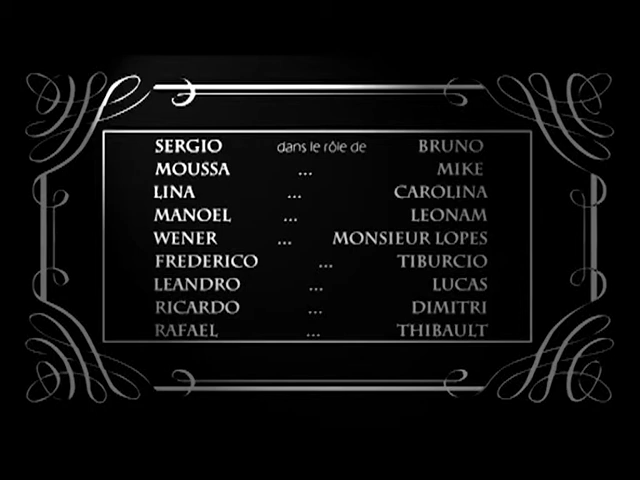 SERGIO dans le rôle de BRUNO
MOUSSA ... MIKE
LINA ... CAROLINA
MANOEL ... LEONAM
WENER ... MONSIEUR LOPES
FREDERICO ... TIBURCIO
LEANDRO ... LUCAS
RICARDO ... DIMITRI
RAFAEL ... THIBAULT